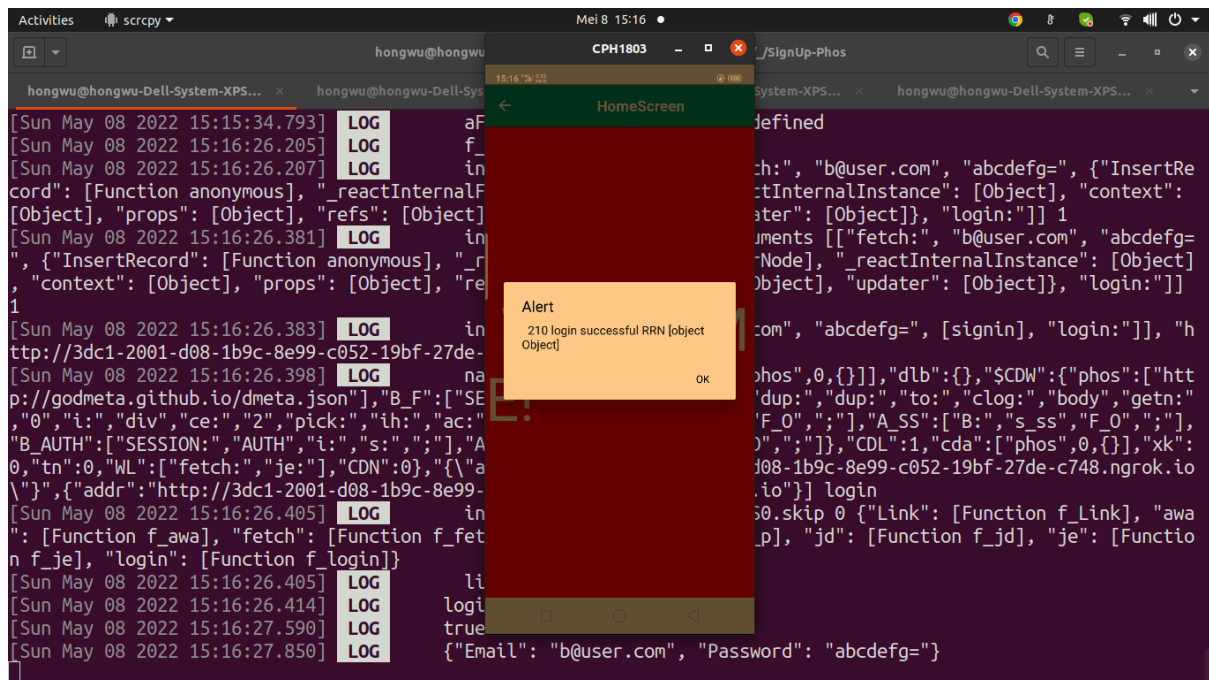 Activities scrcpy Mei 8 15:16
hongwu@hongwu CPH1803 _/SignUp-Phos
hongwu@hongwu-Dell-System-XPS... hongwu@hongwu-Dell-Sys System-XPS... hongwu@hongwu-Dell-System-XPS...
15:16
HomeScreen
[Sun May 08 2022 15:15:34.793] LOG aF defined
[Sun May 08 2022 15:16:26.205] LOG f_
[Sun May 08 2022 15:16:26.207] LOG in ch:", "b@user.com", "abcdefg=", {"InsertRe
cord": [Function anonymous], "_reactInternalF ctInternalInstance": [Object], "context":
[Object], "props": [Object], "refs": [Object] ater": [Object]}, "login:"]] 1
[Sun May 08 2022 15:16:26.381] LOG in uments [["fetch:", "b@user.com", "abcdefg=
", {"InsertRecord": [Function anonymous], "_r rNode], "_reactInternalInstance": [Object]
, "context": [Object], "props": [Object], "re Object], "updater": [Object]}, "login:"]]
1
[Sun May 08 2022 15:16:26.383] LOG in com", "abcdefg=", [signin], "login:"]], "h
ttp://3dc1-2001-d08-1b9c-8e99-c052-19bf-27de-
[Sun May 08 2022 15:16:26.398] LOG na phos",0,{}]],"dlb":{},"$CDW":{"phos":["htt
p://godmeta.github.io/dmeta.json"],"B_F":["SE "dup:","dup:","to:","clog:","body","getn:"
,"0","i:","div","ce:","2","pick:","ih:","ac:" "F_O",";"],"A_SS":["B:","s_ss","F_O",";"],
"B_AUTH":["SESSION:","AUTH","i:","s:",";"],"A O",";"]},"CDL":1,"cda":["phos",0,{}],"xk":
0,"tn":0,"WL":["fetch:","je:"],"CDN":0},"{\"a d08-1b9c-8e99-c052-19bf-27de-c748.ngrok.io
\"}",{"addr":"http://3dc1-2001-d08-1b9c-8e99- .io"}] login
[Sun May 08 2022 15:16:26.405] LOG in S0.skip 0 {"Link": [Function f_Link], "awa
": [Function f_awa], "fetch": [Function f_fet _p], "jd": [Function f_jd], "je": [Functio
n f_je], "login": [Function f_login]}
[Sun May 08 2022 15:16:26.405] LOG li
[Sun May 08 2022 15:16:26.414] LOG logi
[Sun May 08 2022 15:16:27.590] LOG true
[Sun May 08 2022 15:16:27.850] LOG {"Email": "b@user.com", "Password": "abcdefg="}
Alert
210 login successful RRN [object
Object]
OK
M
E!